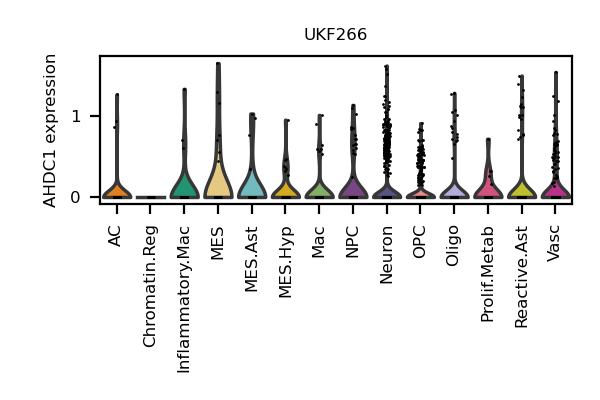 UKF266
AHDC1 expression
1
0
AC
Chromatin.Reg
Inflammatory.Mac
MES
MES.Ast
MES.Hyp
Mac
NPC
Neuron
OPC
Oligo
Prolif.Metab
Reactive.Ast
Vasc